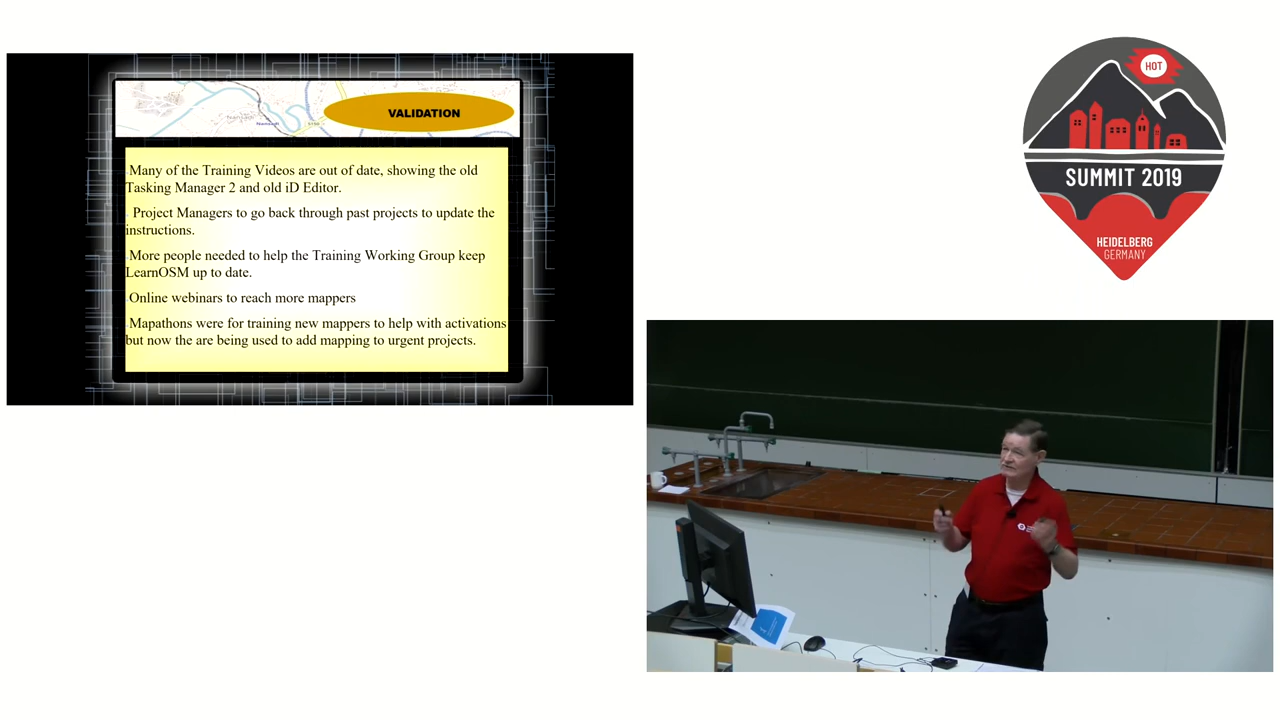 VALIDATION
Many of the Training Videos are out of date, showing the old
Tasking Manager 2 and old iD Editor.
Project Managers to go back through past projects to update the
instructions.
More people needed to help the Training Working Group keep
LearnOSM up to date.
Online webinars to reach more mappers
Mapathons were for training new mappers to help with activations
but now the are being used to add mapping to urgent projects.
HOT
SUMMIT 2019
HEIDELBERG
GERMANY